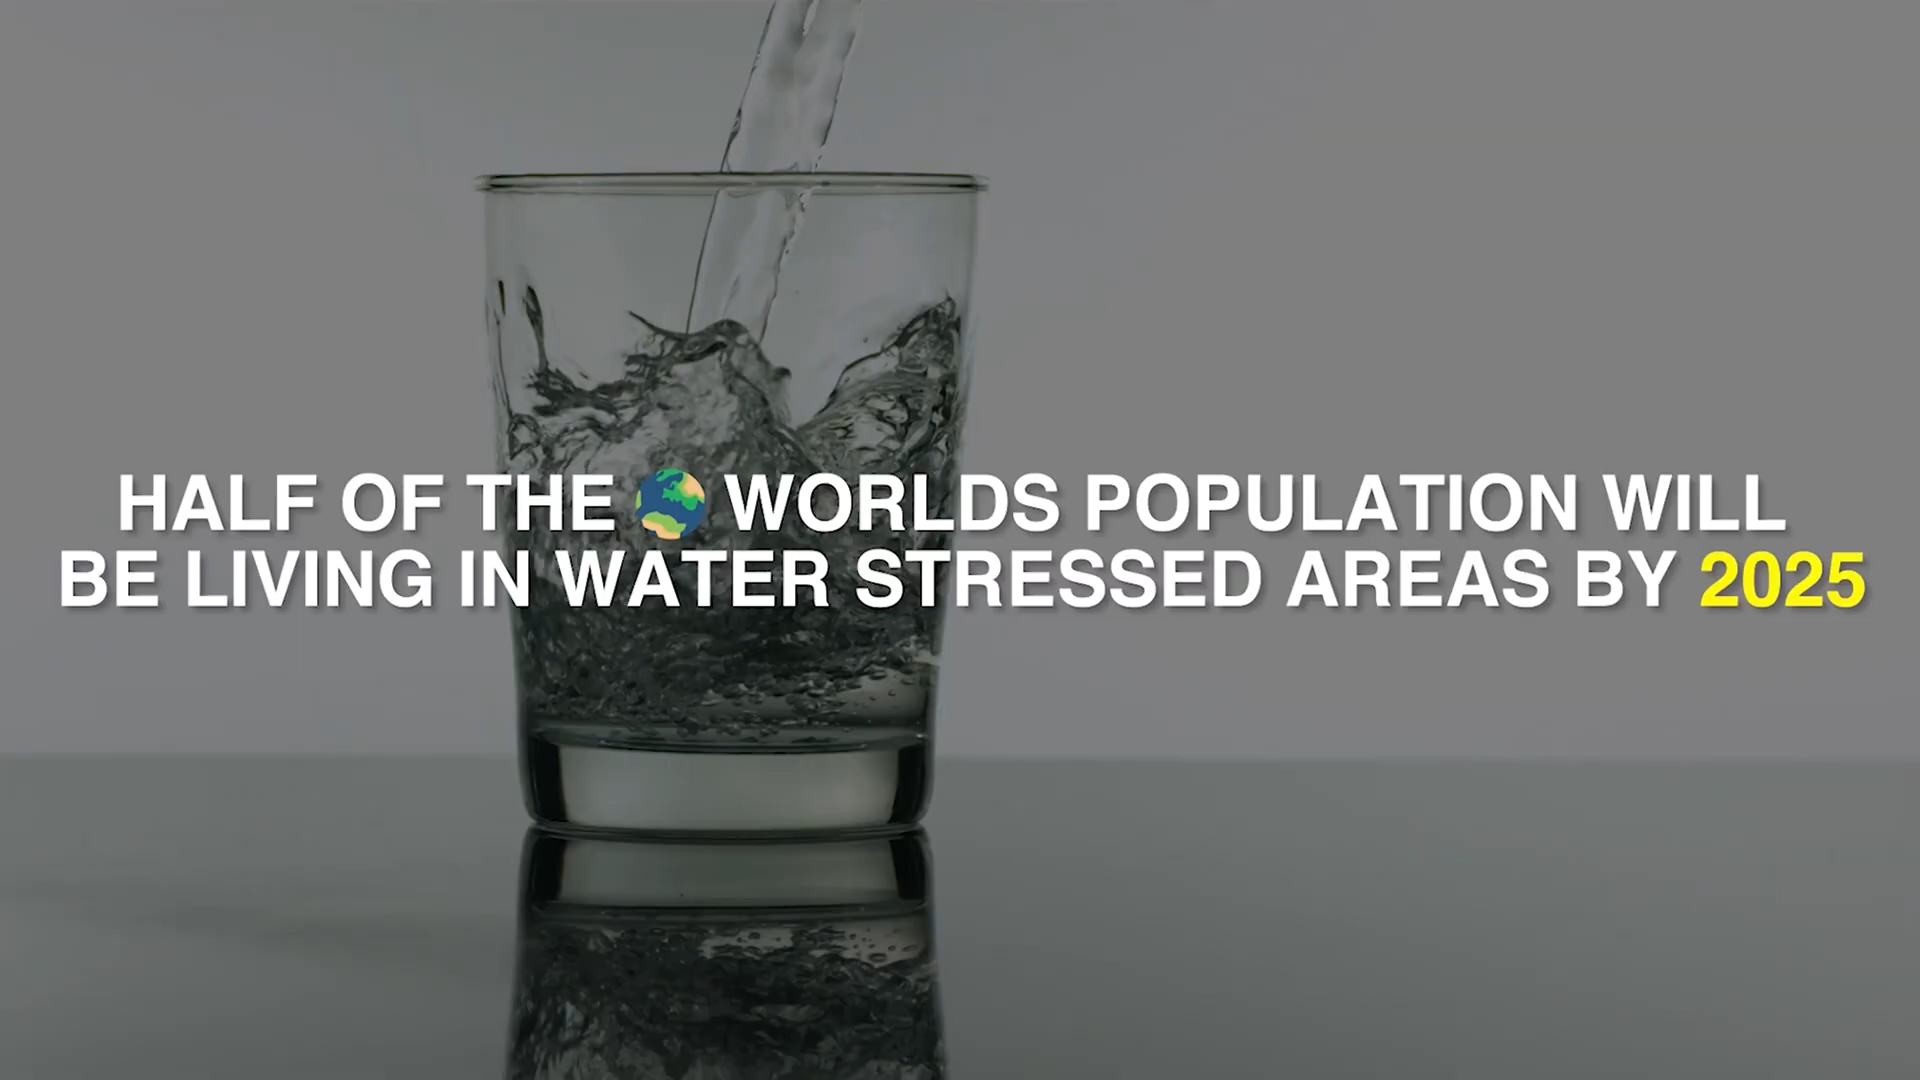 HALF OF THE 🌍 WORLDS POPULATION WILL
BE LIVING IN WATER STRESSED AREAS BY 2025